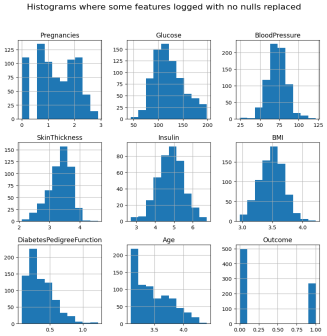 Histograms where some features logged with no nulls replaced
Pregnancies Glucose BloodPressure
125 100 75 50 25 0
0 1 2 3
150 125 100 75 50 25 0
50 100 150 200
200 150 100 50 0
25 50 75 100 125
SkinThickness Insulin BMI
150 125 100 75 50 25 0
2 3 4
80 60 40 20 0
3 4 5 6
150 100 50 0
3.0 3.5 4.0
DiabetesPedigreeFunction Age Outcome
200 150 100 50 0
0.5 1.0
200 150 100 50 0
3.5 4.0
500 400 300 200 100 0
0.00 0.25 0.50 0.75 1.00